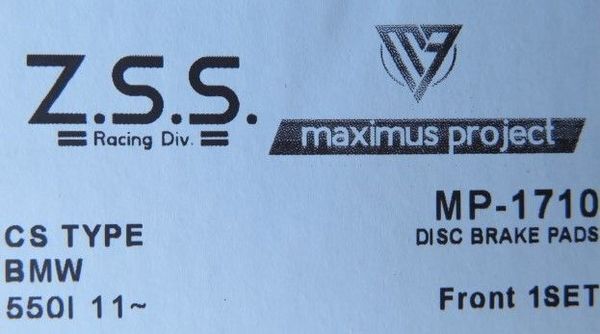 Z.S.S.
Racing Div.
maximus project
MP-1710
DISC BRAKE PADS
CS TYPE
BMW
550I 11~
Front 1SET